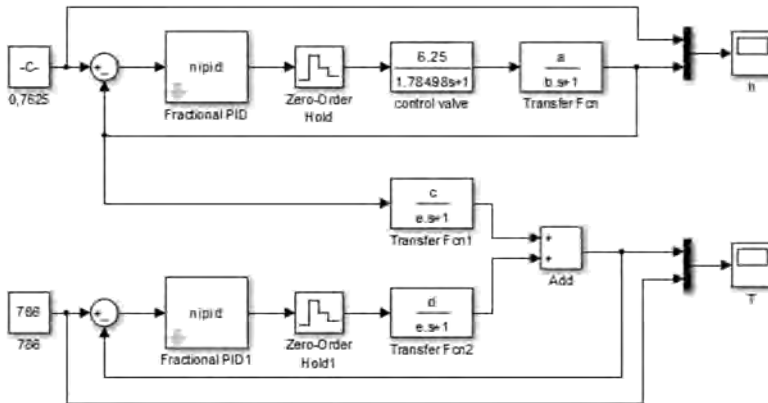 -C-
0,7625
+
-
nipid
Fractional PID
Zero-Order
Hold
6.25
1.78498s+1
control valve
a
b.s+1
Transfer Fcn
h
c
e.s+1
Transfer Fcn1
786
786
+
-
nipid
Fractional PID1
Zero-Order
Hold1
d
e.s+1
Transfer Fcn2
+
+
Add
T